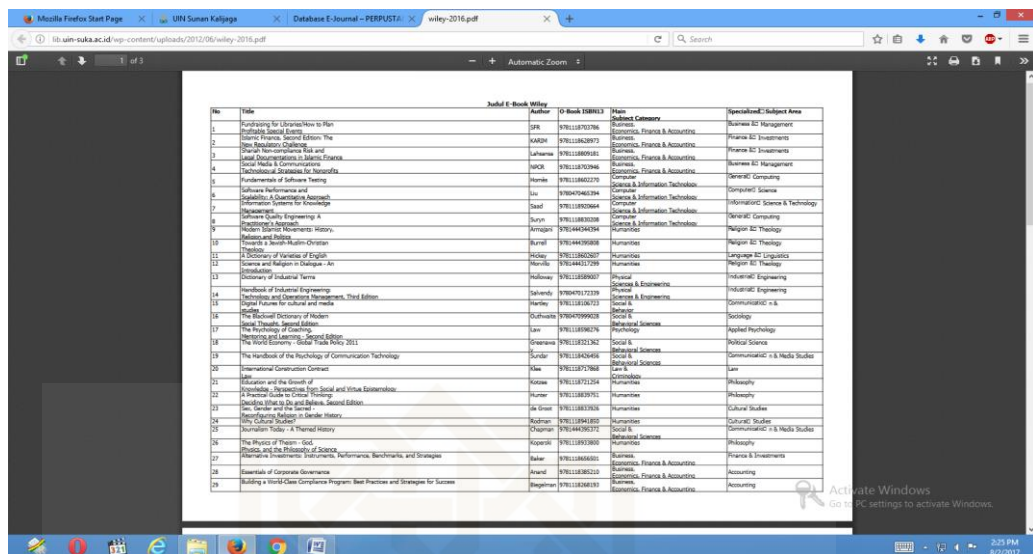 Mozilla Firefox Start Page
UIN Sunan Kalijaga
Database E-Journal – PERPUSTA
wiley-2016.pdf
lib.uin-suka.ac.id/wp-content/uploads/2012/06/wiley-2016.pdf
Search
1 of 3
Automatic Zoom
Judul E-Book Wiley
No Title Author O-Book ISBN13 Main Subject Category Specialized Subject Area
1 Fundraising for Libraries/How to Plan Profitable Special Events SFR 9781118703786 Business, Economics, Finance & Accounting Business & Management
2 Islamic Finance, Second Edition: The New Regulatory Challenge KARIM 9781118628973 Business, Economics, Finance & Accounting Finance & Investments
3 Shariah Non-compliance Risk and Legal Documentations in Islamic Finance Lahsasna 9781118809181 Business, Economics, Finance & Accounting Finance & Investments
4 Social Media & Communications Technology Strategies for Nonprofits NPCR 9781118703946 Business, Economics, Finance & Accounting Business & Management
5 Fundamentals of Software Testing Homès 9781118602270 Computer Science & Information Technology General Computing
6 Software Performance and Scalability: A Quantitative Approach Liu 9780470465394 Computer Science & Information Technology Computer Science
7 Information Systems for Knowledge Management Saad 9781118920664 Computer Science & Information Technology Information Science & Technology
8 Software Quality Engineering: A Practitioner's Approach Suryn 9781118830208 Computer Science & Information Technology General Computing
9 Modern Islamist Movements: History, Religion and Politics Armajani 9781444344394 Humanities Religion & Theology
10 Towards a Jewish-Muslim-Christian Theology Burrell 9781444395808 Humanities Religion & Theology
11 A Dictionary of Varieties of English Hickey 9781118602607 Humanities Language & Linguistics
12 Science and Religion in Dialogue - An Introduction Morvillo 9781444317299 Humanities Religion & Theology
13 Dictionary of Industrial Terms Holloway 9781118589007 Physical Sciences & Engineering Industrial Engineering
14 Handbook of Industrial Engineering: Technology and Operations Management, Third Edition Salvendy 9780470172339 Physical Sciences & Engineering Industrial Engineering
15 Digital Futures for cultural and media studies Hartley 9781118106723 Social & Behavior Communication &
16 The Blackwell Dictionary of Modern Social Thought, Second Edition Outhwaite 9780470999028 Social & Behavioral Sciences Sociology
17 The Psychology of Coaching, Mentoring and Learning - Second Edition Law 9781118598276 Psychology Applied Psychology
18 The World Economy - Global Trade Policy 2011 Greenawa 9781118321362 Social & Behavioral Sciences Political Science
19 The Handbook of the Psychology of Communication Technology Sundar 9781118426456 Social & Behavioral Sciences Communication & Media Studies
20 International Construction Contract Law Klee 9781118717868 Law & Criminology Law
21 Education and the Growth of Knowledge - Perspectives from Social and Virtue Epistemology Kotzee 9781118721254 Humanities Philosophy
22 A Practical Guide to Critical Thinking: Deciding What to Do and Believe, Second Edition Hunter 9781118839751 Humanities Philosophy
23 Sex, Gender and the Sacred - Reconfiguring Religion in Gender History de Groot 9781118833926 Humanities Cultural Studies
24 Why Cultural Studies? Rodman 9781118941850 Humanities Cultural Studies
25 Journalism Today - A Themed History Chapman 9781444395372 Social & Behavioral Sciences Communication & Media Studies
26 The Physics of Theism - God, Physics, and the Philosophy of Science Koperski 9781118933800 Humanities Philosophy
27 Alternative Investments: Instruments, Performance, Benchmarks, and Strategies Baker 9781118656501 Business, Economics, Finance & Accounting Finance & Investments
28 Essentials of Corporate Governance Anand 9781118385210 Business, Economics, Finance & Accounting Accounting
29 Building a World-Class Compliance Program: Best Practices and Strategies for Success Biegelman 9781118268193 Business, Economics, Finance & Accounting Accounting
Activate Windows
Go to PC settings to activate Windows.
2:25 PM
8/2/2017